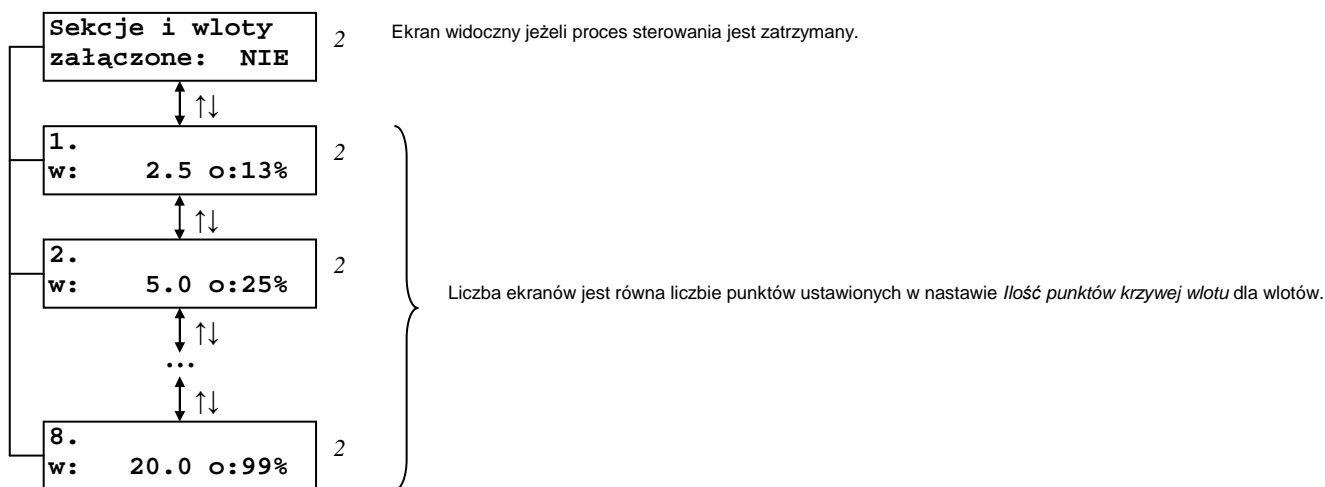 Sekcje i wloty
załączone: NIE
2
Ekran widoczny jeżeli proces sterowania jest zatrzymany.
↑↓
1.
w: 2.5 o:13%
2
↑↓
2.
w: 5.0 o:25%
2
Liczba ekranów jest równa liczbie punktów ustawionych w nastawie Ilość punktów krzywej wlotu dla wlotów.
↑↓
...
↑↓
8.
w: 20.0 o:99%
2